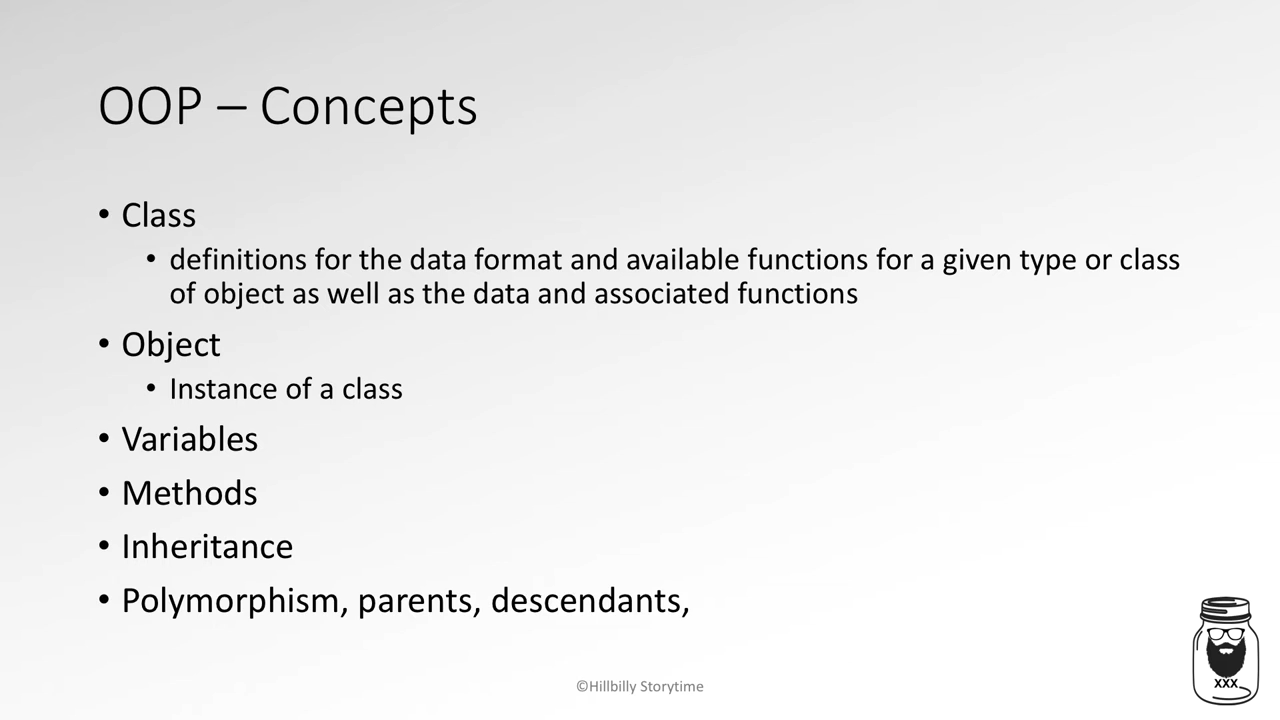 OOP – Concepts
• Class
• definitions for the data format and available functions for a given type or class
of object as well as the data and associated functions
• Object
• Instance of a class
• Variables
• Methods
• Inheritance
• Polymorphism, parents, descendants,
©Hillbilly Storytime
XXX